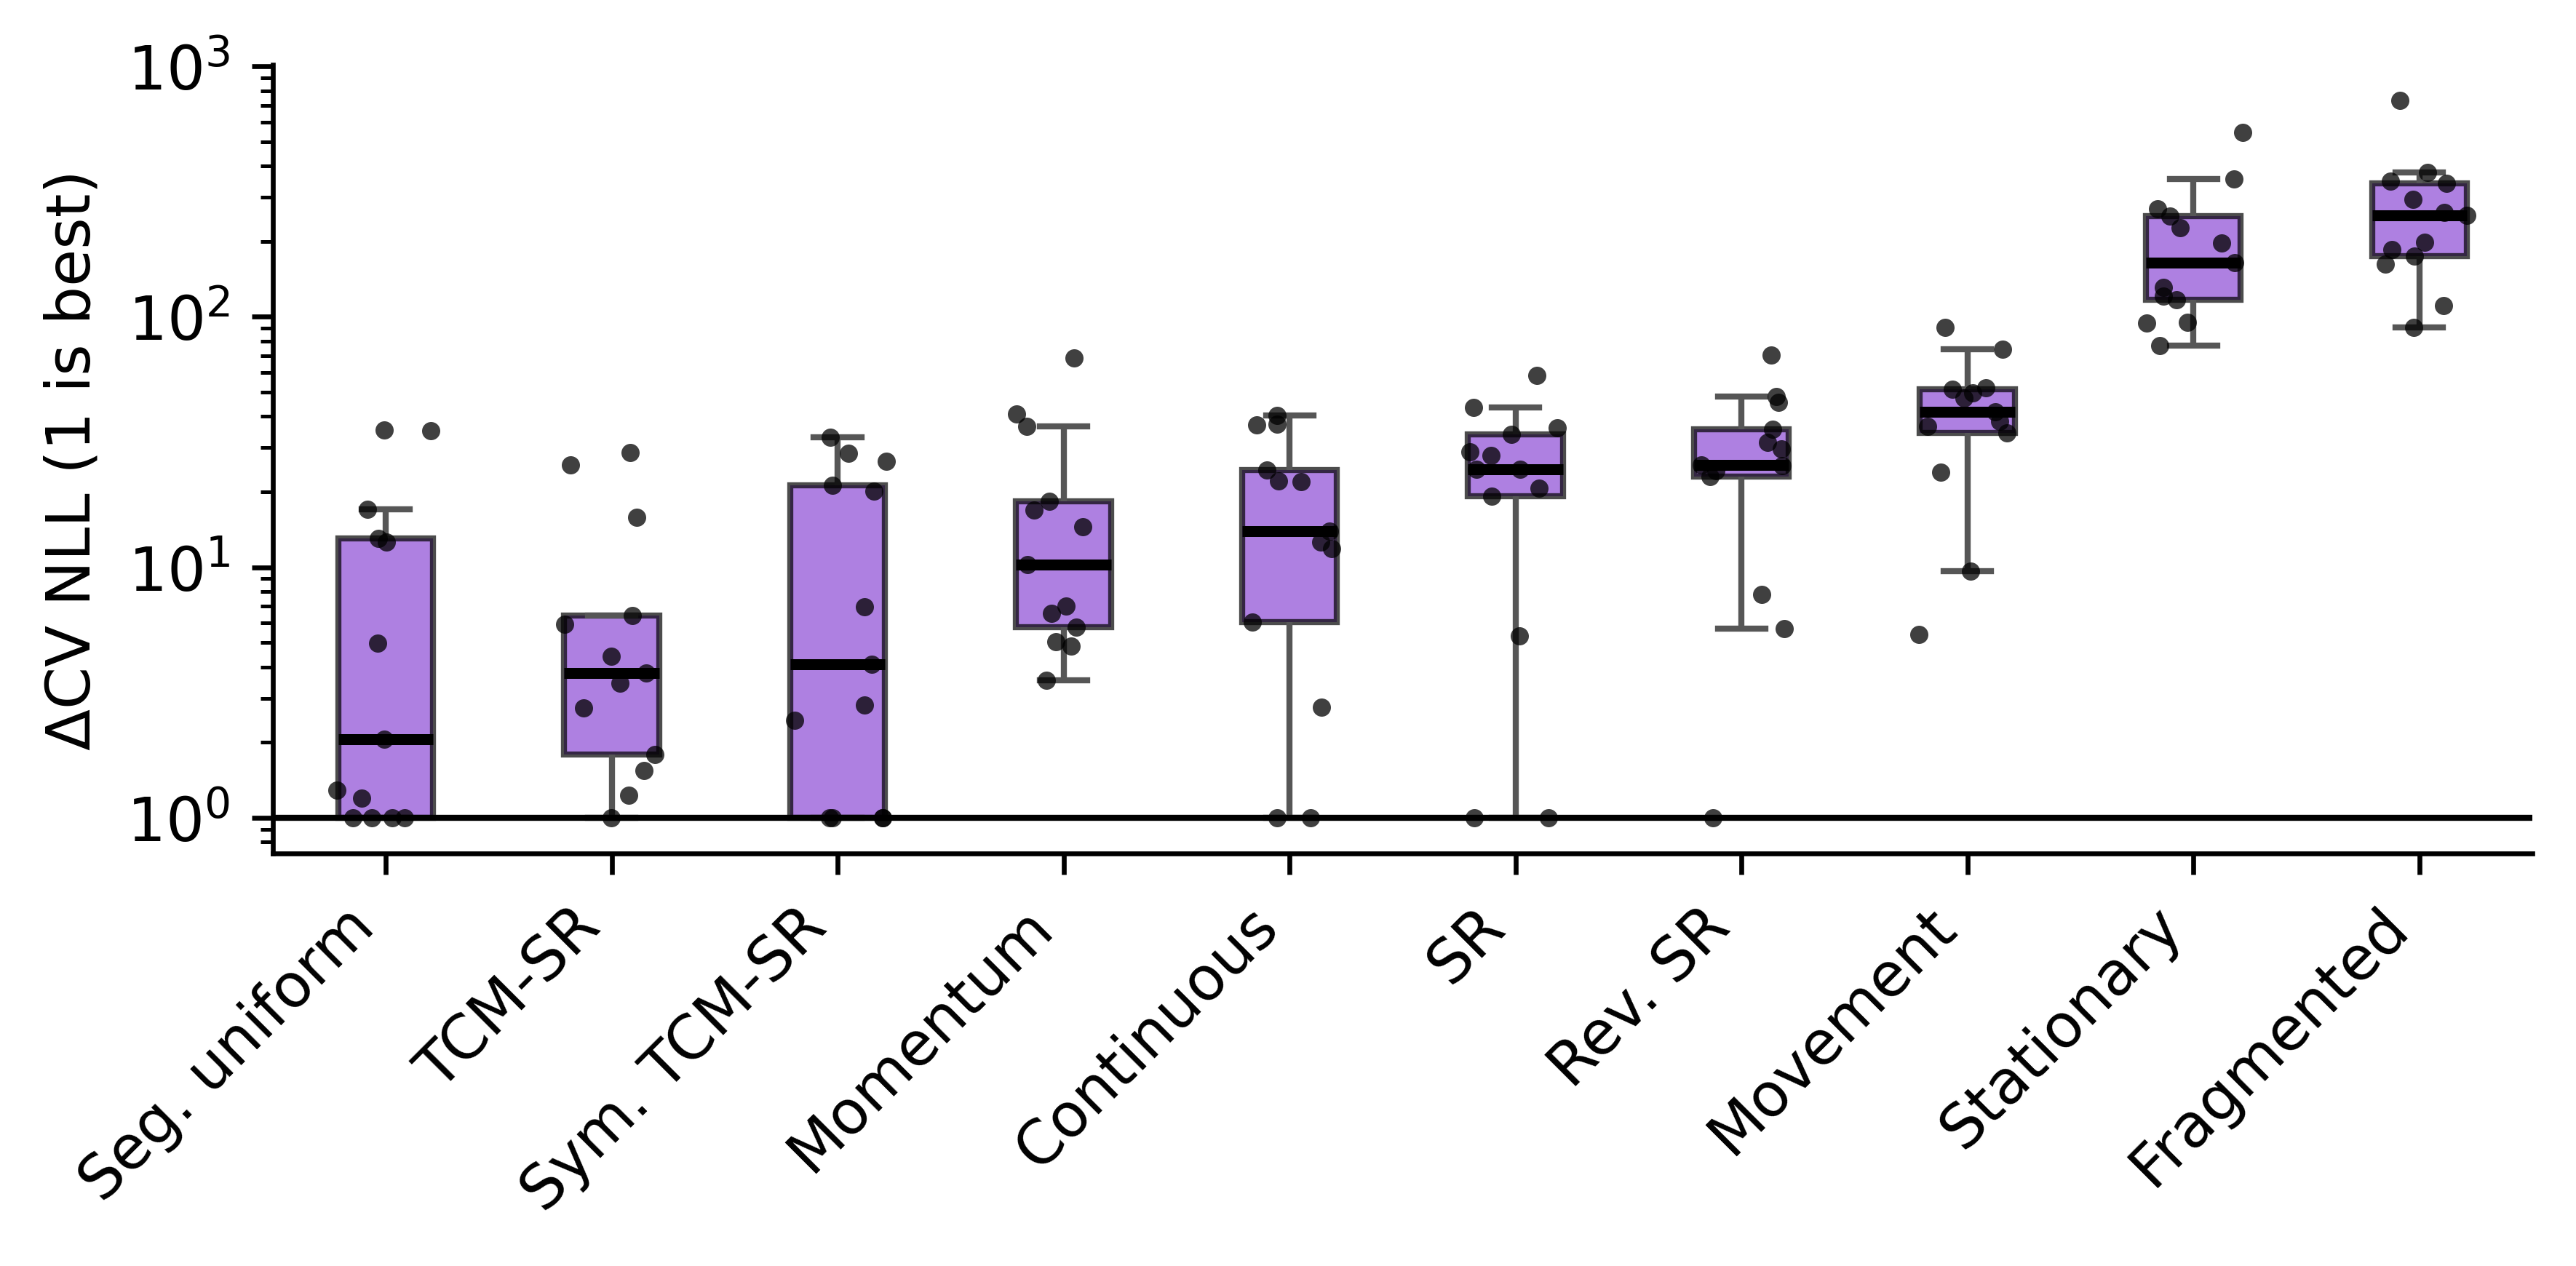 ΔCV NLL (1 is best)
10³
10²
10¹
10⁰
Seg. uniform
TCM-SR
Sym. TCM-SR
Momentum
Continuous
SR
Rev. SR
Movement
Stationary
Fragmented